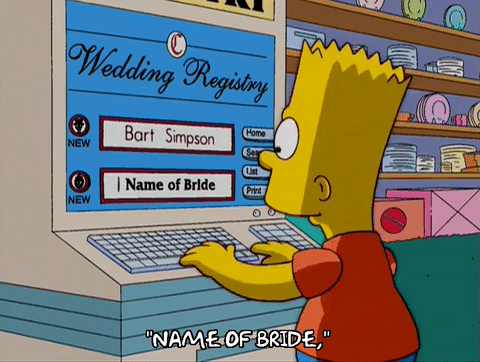 C
Wedding Registry
NEW
Bart Simpson
Home
List
NEW
Name of Bride
Print
"NAME OF BRIDE,"